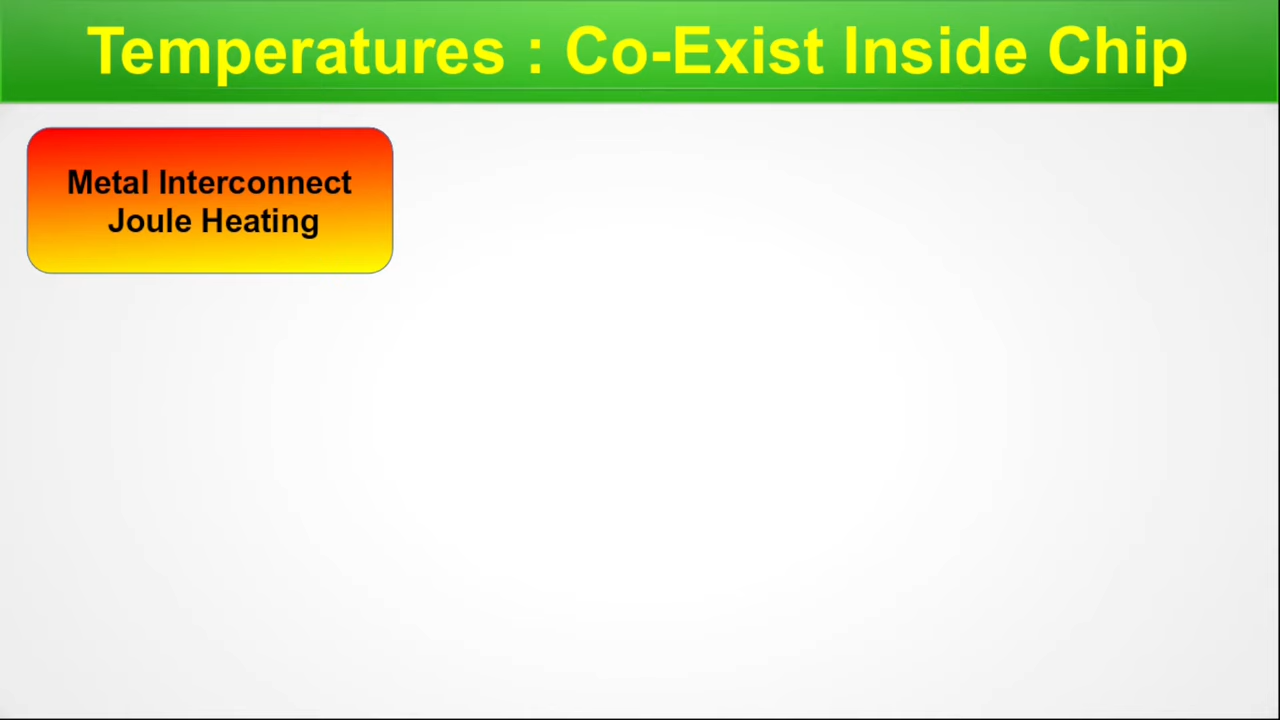 Temperatures : Co-Exist Inside Chip
Metal Interconnect
Joule Heating